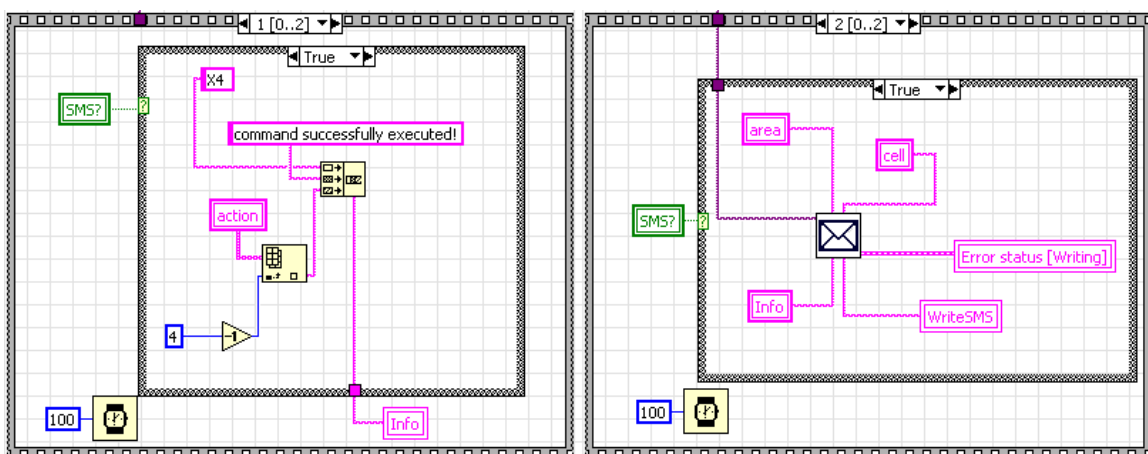 1 [0..2]
True
X4
SMS?
command successfully executed!
action
4
-1
100
Info
2 [0..2]
True
area
cell
SMS?
Error status [Writing]
Info
WriteSMS
100